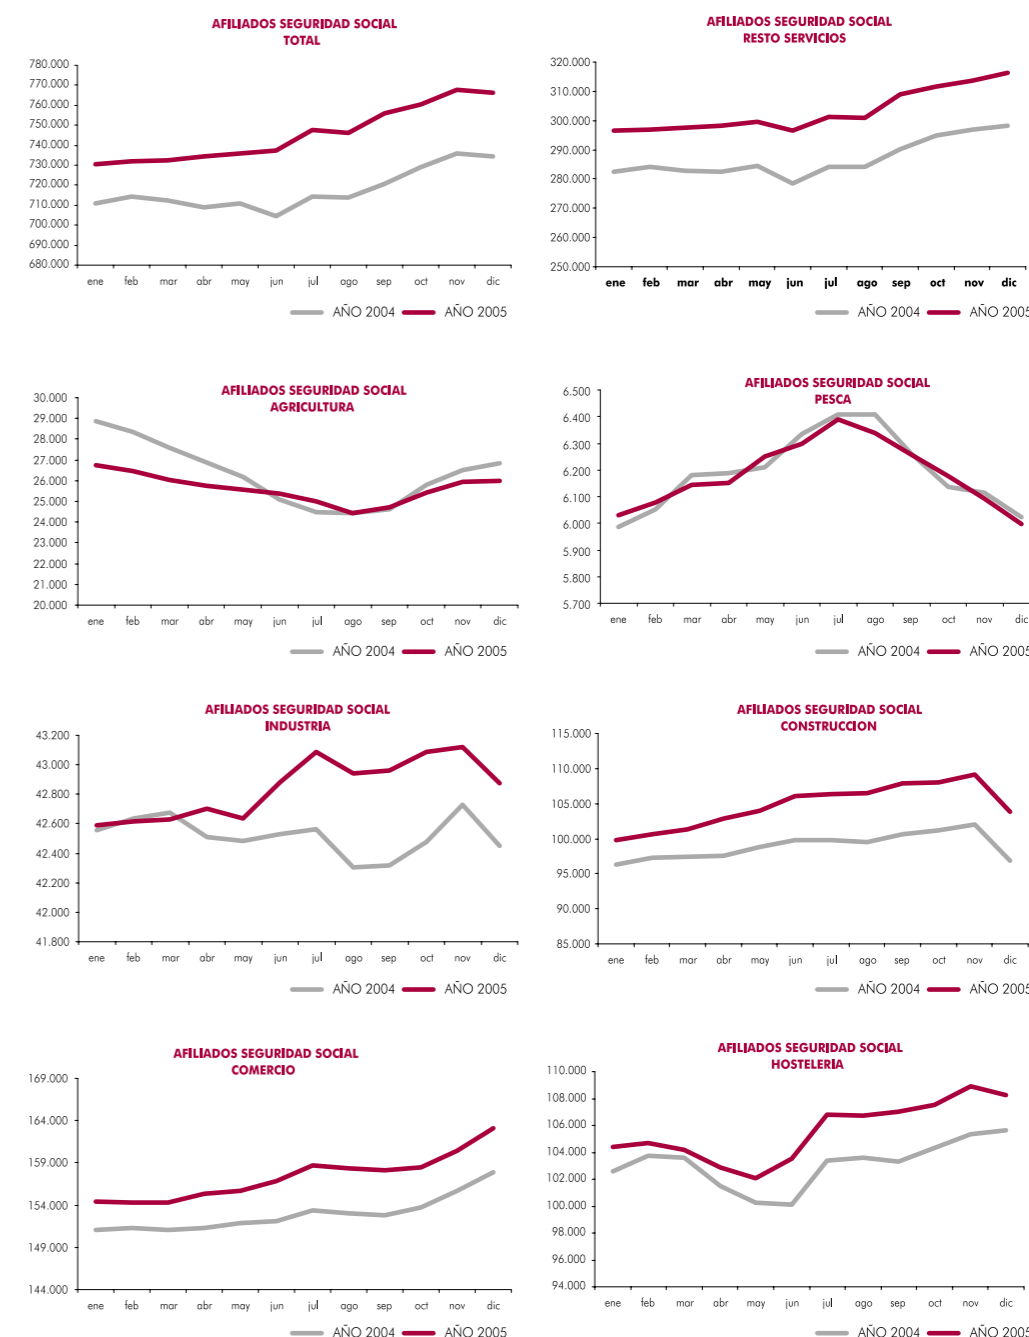 AFILIADOS SEGURIDAD SOCIAL
TOTAL
780.000
770.000
760.000
750.000
740.000
730.000
720.000
710.000
700.000
690.000
680.000
ene feb mar abr may jun jul ago sep oct nov dic
AÑO 2004 AÑO 2005
AFILIADOS SEGURIDAD SOCIAL
RESTO SERVICIOS
320.000
310.000
300.000
290.000
280.000
270.000
260.000
250.000
ene feb mar abr may jun jul ago sep oct nov dic
AÑO 2004 AÑO 2005
AFILIADOS SEGURIDAD SOCIAL
AGRICULTURA
30.000
29.000
28.000
27.000
26.000
25.000
24.000
23.000
22.000
21.000
20.000
ene feb mar abr may jun jul ago sep oct nov dic
AÑO 2004 AÑO 2005
AFILIADOS SEGURIDAD SOCIAL
PESCA
6.500
6.400
6.300
6.200
6.100
6.000
5.900
5.800
5.700
ene feb mar abr may jun jul ago sep oct nov dic
AÑO 2004 AÑO 2005
AFILIADOS SEGURIDAD SOCIAL
INDUSTRIA
43.200
43.000
42.800
42.600
42.400
42.200
42.000
41.800
ene feb mar abr may jun jul ago sep oct nov dic
AÑO 2004 AÑO 2005
AFILIADOS SEGURIDAD SOCIAL
CONSTRUCCION
115.000
110.000
105.000
100.000
95.000
90.000
85.000
ene feb mar abr may jun jul ago sep oct nov dic
AÑO 2004 AÑO 2005
AFILIADOS SEGURIDAD SOCIAL
COMERCIO
169.000
164.000
159.000
154.000
149.000
144.000
ene feb mar abr may jun jul ago sep oct nov dic
AÑO 2004 AÑO 2005
AFILIADOS SEGURIDAD SOCIAL
HOSTELERIA
110.000
108.000
106.000
104.000
102.000
100.000
98.000
96.000
94.000
ene feb mar abr may jun jul ago sep oct nov dic
AÑO 2004 AÑO 2005